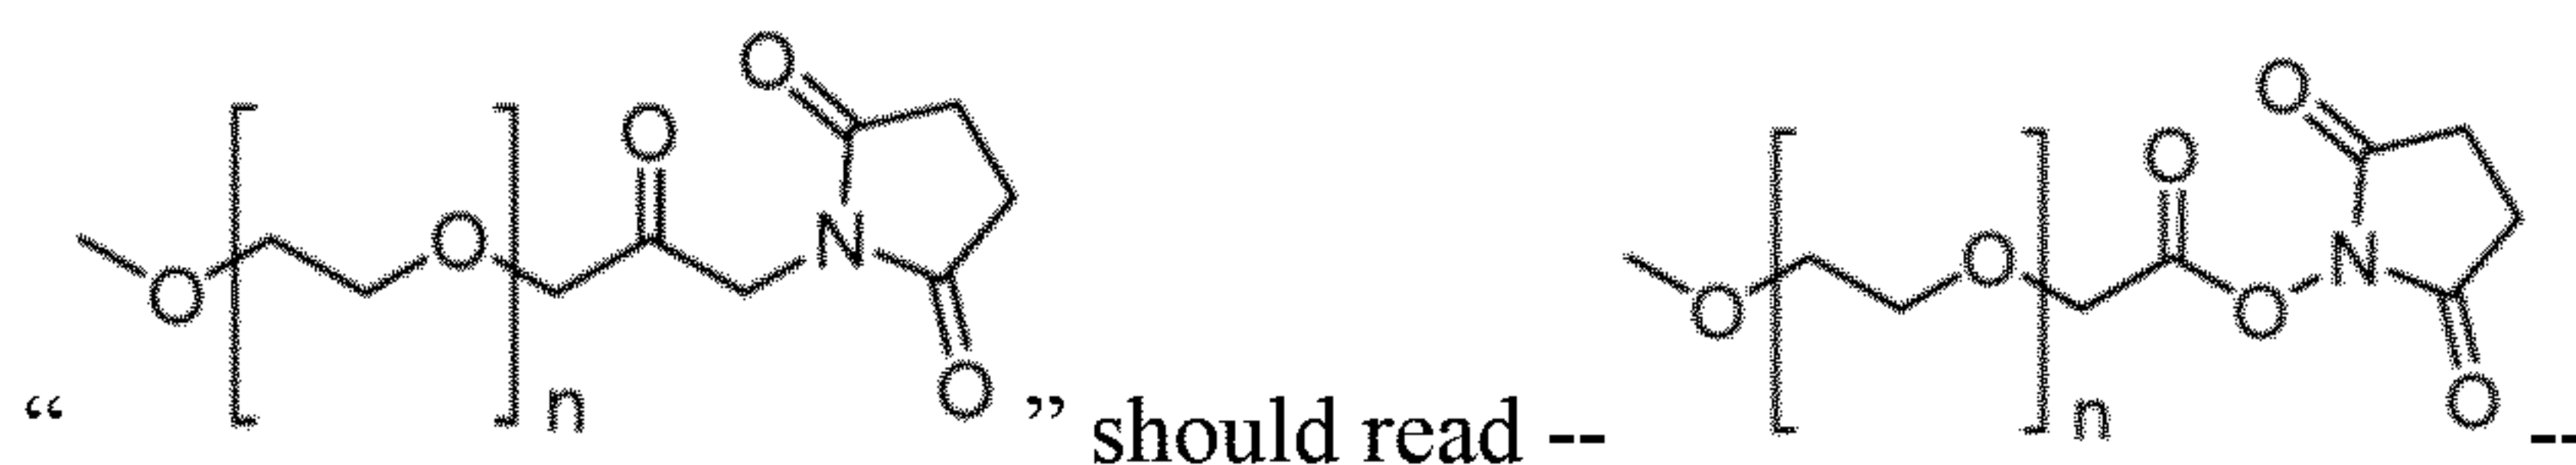 “ O [ O ] n O N O O ” should read -- O [ O ] n O O N O O --